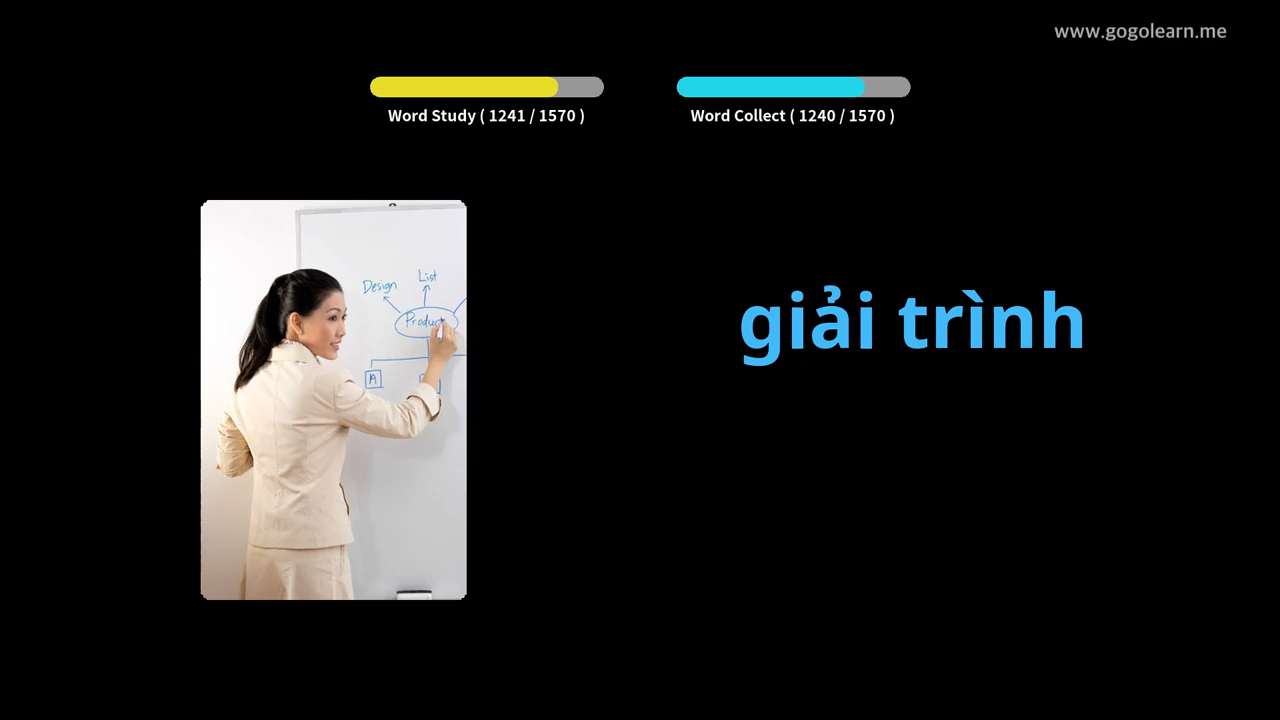 www.gogolearn.me
Word Study ( 1241 / 1570 )
Word Collect ( 1240 / 1570 )
List
Design
Product
A
giải trình